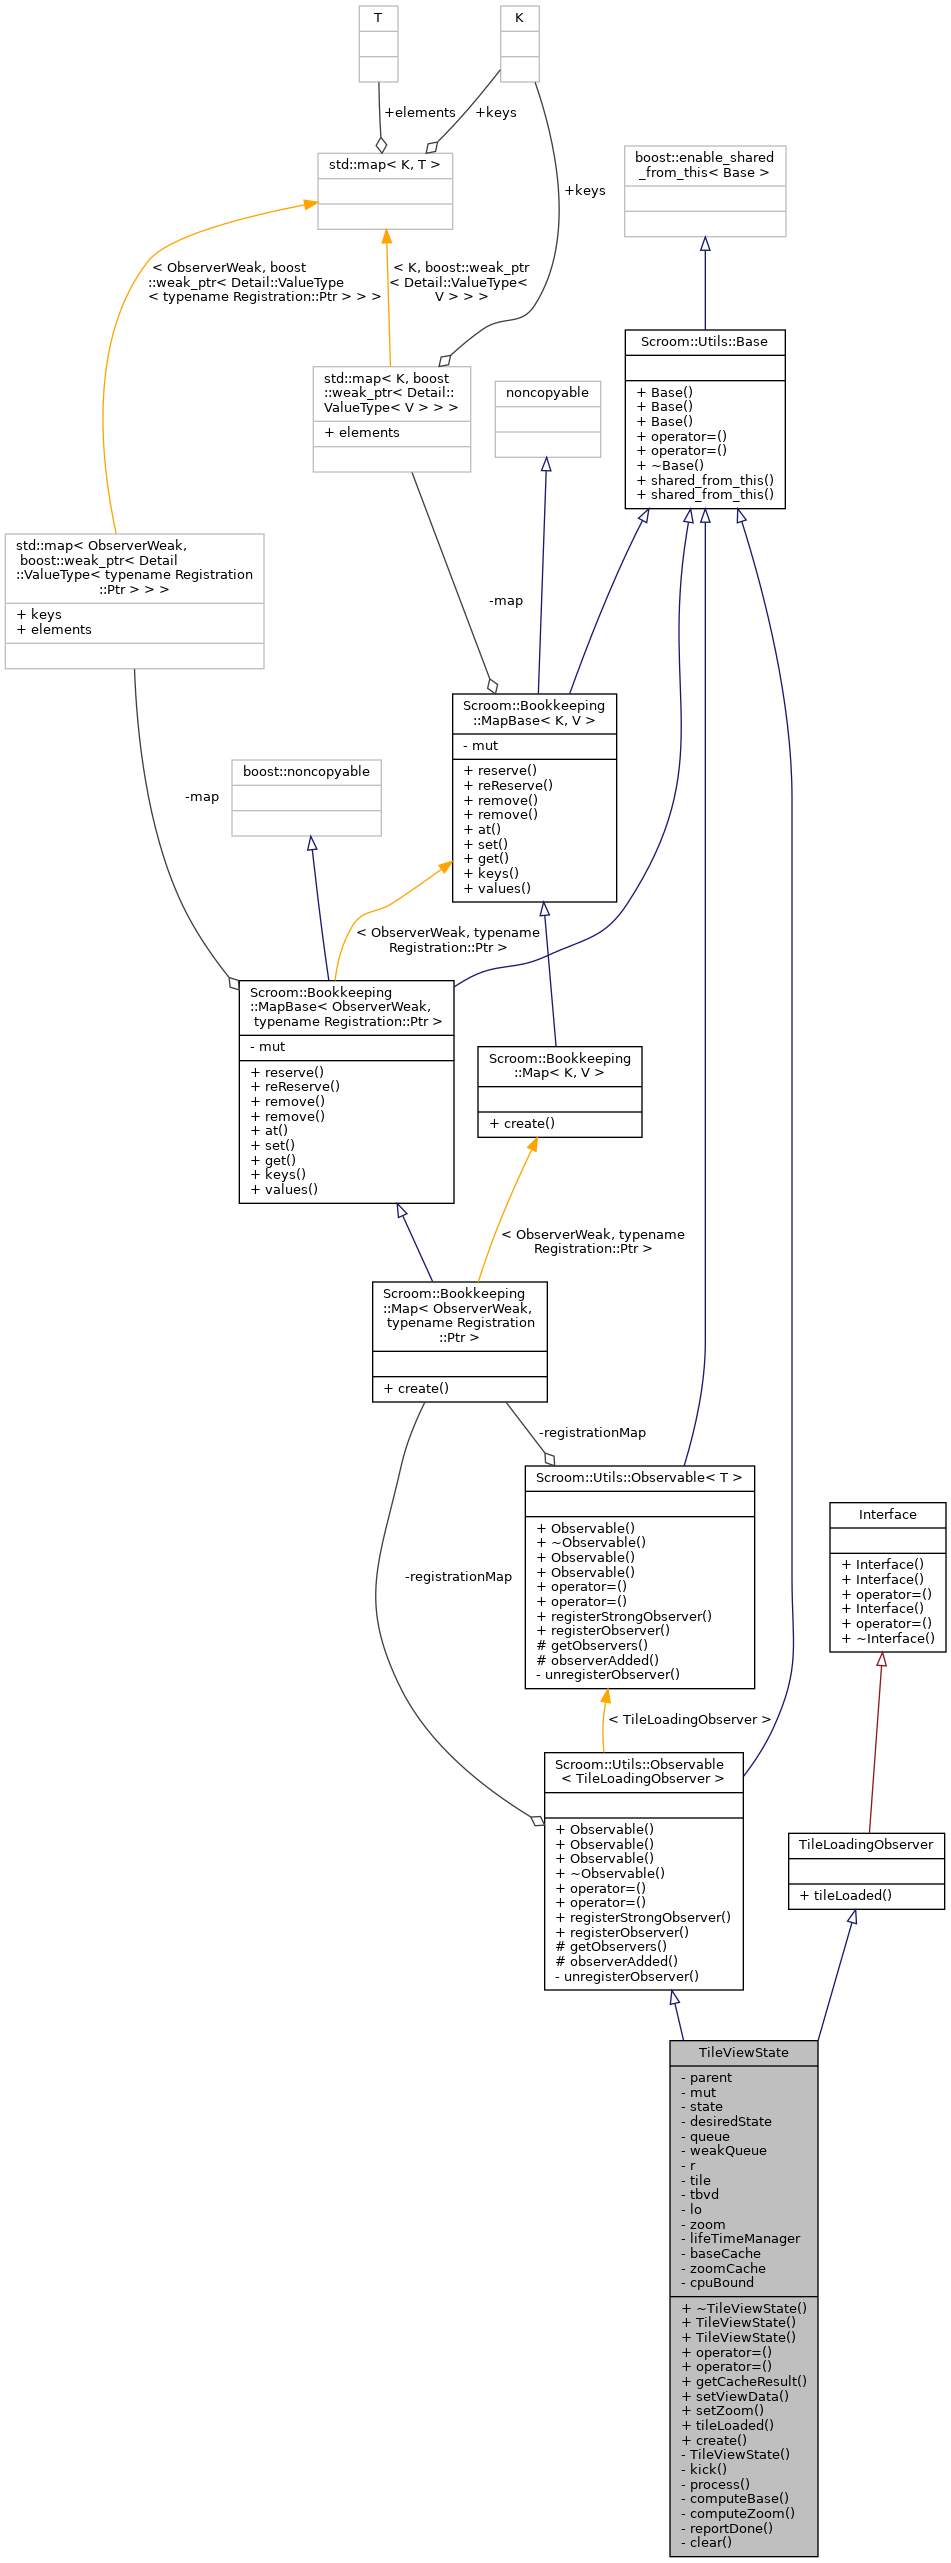 T
K
+elements
+keys
std::map< K, T >
boost::enable_shared
_from_this< Base >
+keys
< ObserverWeak, boost
::weak_ptr< Detail::ValueType
< typename Registration::Ptr > > >
< K, boost::weak_ptr
< Detail::ValueType<
V > > >
Scroom::Utils::Base
+ Base()
+ Base()
+ Base()
+ operator=()
+ operator=()
+ ~Base()
+ shared_from_this()
+ shared_from_this()
std::map< K, boost
::weak_ptr< Detail::
ValueType< V > > >
+ elements
noncopyable
std::map< ObserverWeak,
boost::weak_ptr< Detail
::ValueType< typename Registration
::Ptr > > >
+ keys
+ elements
-map
Scroom::Bookkeeping
::MapBase< K, V >
- mut
+ reserve()
+ reReserve()
+ remove()
+ remove()
+ at()
+ set()
+ get()
+ keys()
+ values()
boost::noncopyable
-map
< ObserverWeak, typename
Registration::Ptr >
Scroom::Bookkeeping
::MapBase< ObserverWeak,
typename Registration::Ptr >
- mut
+ reserve()
+ reReserve()
+ remove()
+ remove()
+ at()
+ set()
+ get()
+ keys()
+ values()
Scroom::Bookkeeping
::Map< K, V >
+ create()
< ObserverWeak, typename
Registration::Ptr >
Scroom::Bookkeeping
::Map< ObserverWeak,
typename Registration
::Ptr >
+ create()
-registrationMap
Scroom::Utils::Observable< T >
+ Observable()
+ ~Observable()
+ Observable()
+ Observable()
+ operator=()
+ operator=()
+ registerStrongObserver()
+ registerObserver()
# getObservers()
# observerAdded()
- unregisterObserver()
-registrationMap
Interface
+ Interface()
+ Interface()
+ operator=()
+ Interface()
+ operator=()
+ ~Interface()
< TileLoadingObserver >
Scroom::Utils::Observable
< TileLoadingObserver >
+ Observable()
+ Observable()
+ Observable()
+ ~Observable()
+ operator=()
+ operator=()
+ registerStrongObserver()
+ registerObserver()
# getObservers()
# observerAdded()
- unregisterObserver()
TileLoadingObserver
+ tileLoaded()
TileViewState
- parent
- mut
- state
- desiredState
- queue
- weakQueue
- r
- tile
- tbvd
- lo
- zoom
- lifeTimeManager
- baseCache
- zoomCache
- cpuBound
+ ~TileViewState()
+ TileViewState()
+ TileViewState()
+ operator=()
+ operator=()
+ getCacheResult()
+ setViewData()
+ setZoom()
+ tileLoaded()
+ create()
- TileViewState()
- kick()
- process()
- computeBase()
- computeZoom()
- reportDone()
- clear()